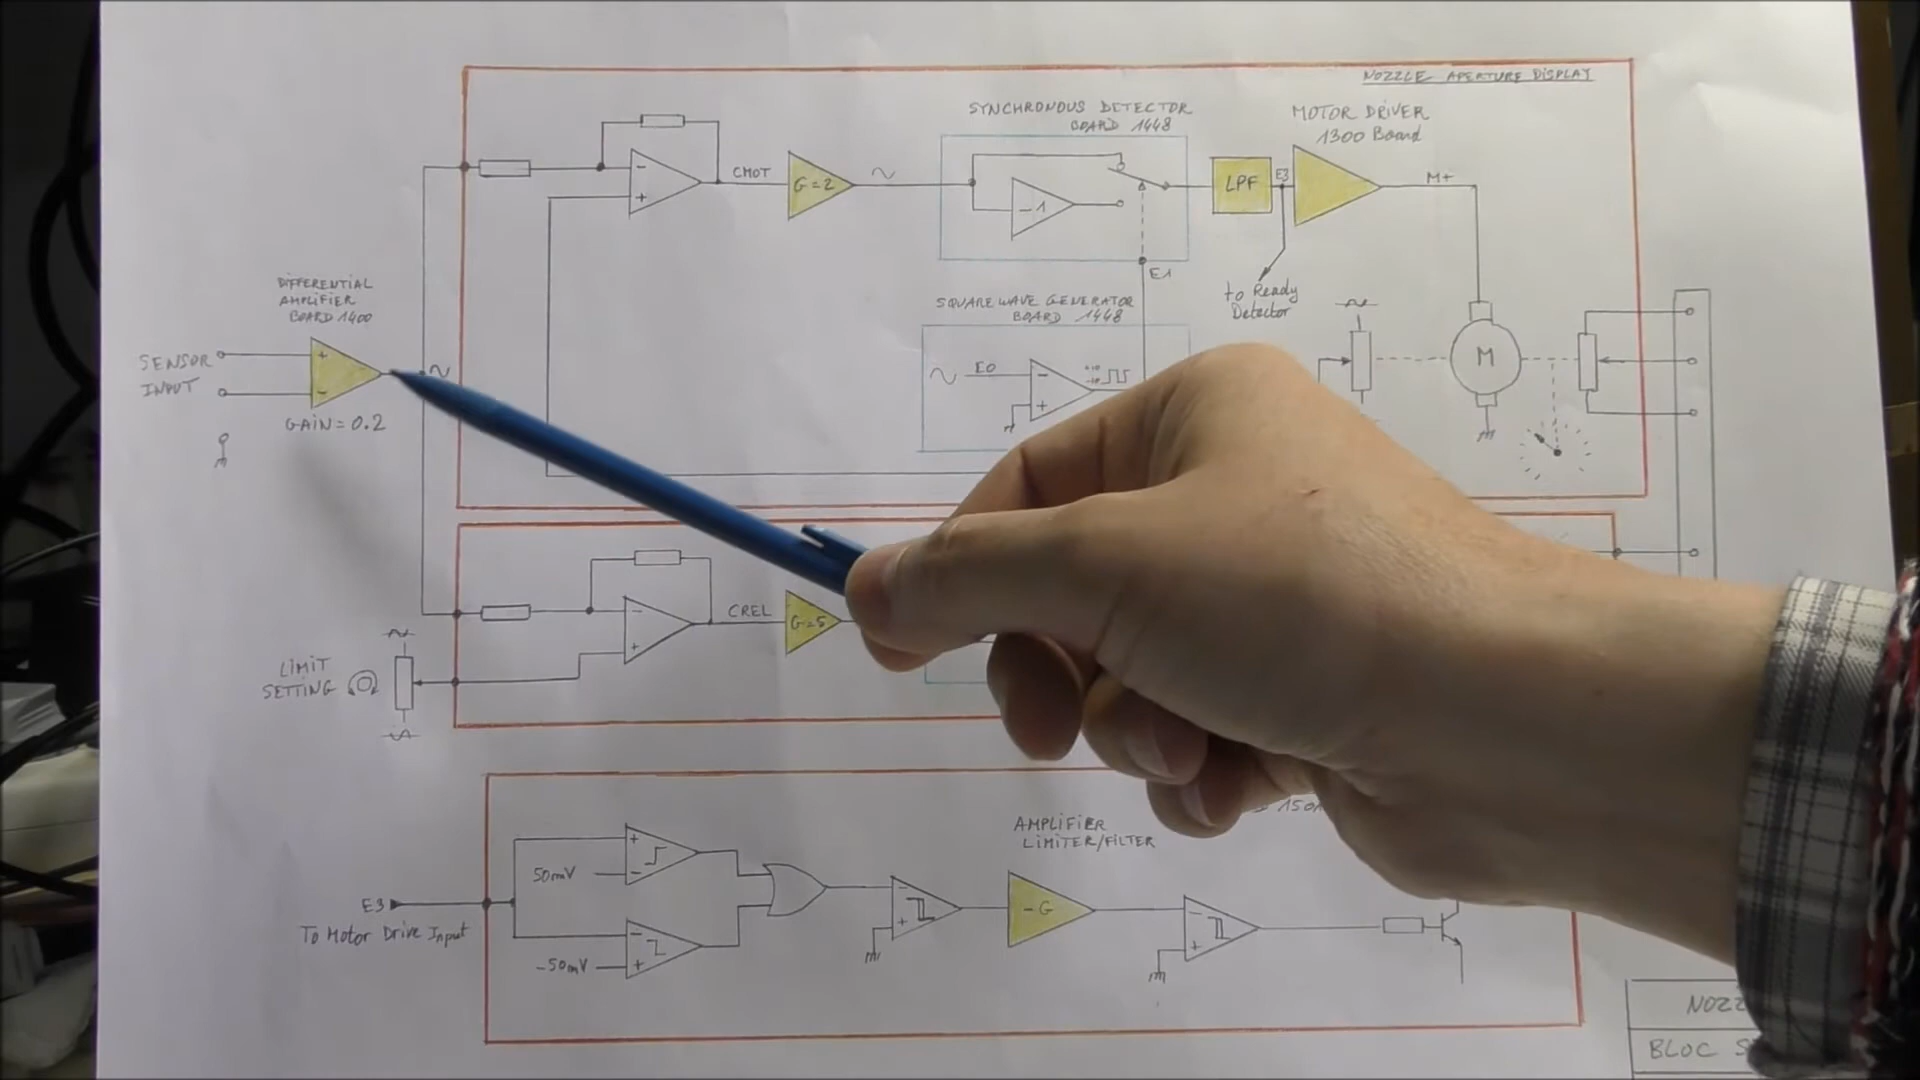 NOZZLE APERTURE DISPLAY
SYNCHRONOUS DETECTOR
BOARD 1448
MOTOR DRIVER
1300 Board
CMOT
G=2
-1
LPF
E3
M+
E1
to Ready
Detector
DIFFERENTIAL
AMPLIFIER
BOARD 1400
SENSOR
INPUT
GAIN = 0.2
SQUARE WAVE GENERATOR
BOARD 1448
E0
M
CREL
G=5
LIMIT
SETTING
AMPLIFIER
LIMITER/FILTER
50mV
E3
To Motor Drive Input
-50mV
-G
BLOC